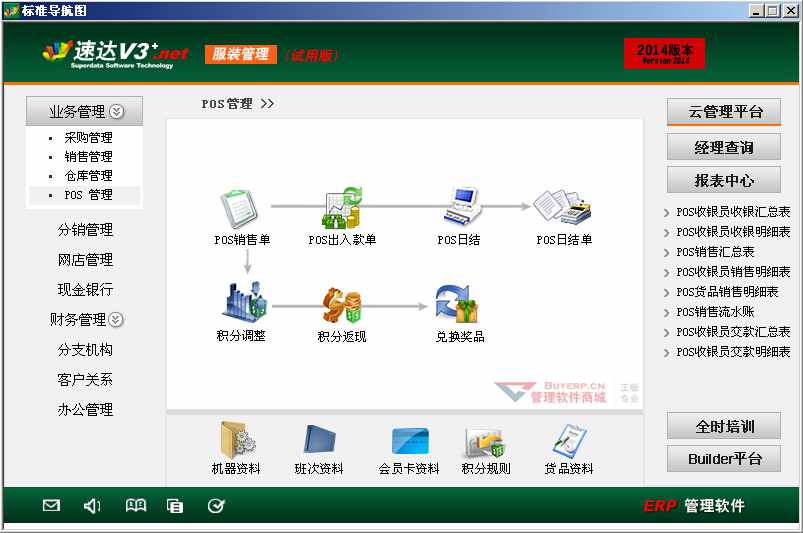 标准导航图
速达V3+.net
Superdata Software Technology
服装管理
(试用版)
2014版本
Version 2014
业务管理
采购管理
销售管理
仓库管理
POS 管理
分销管理
网店管理
现金银行
财务管理
分支机构
客户关系
办公管理
POS管理 >>
POS销售单
POS出入款单
POS日结
POS日结单
积分调整
积分返现
兑换奖品
BUYERP.CN
管理软件商城
正版
专业
机器资料
班次资料
会员卡资料
积分规则
货品资料
云管理平台
经理查询
报表中心
POS收银员收银汇总表
POS收银员收银明细表
POS销售汇总表
POS收银员销售明细表
POS货品销售明细表
POS销售流水账
POS收银员交款汇总表
POS收银员交款明细表
全时培训
Builder平台
ERP 管理软件